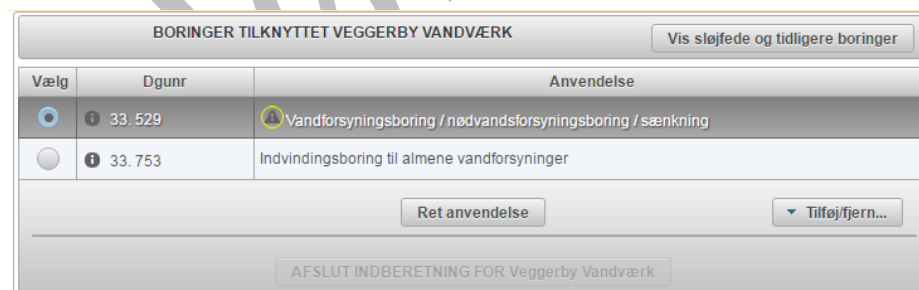 BORINGER TILKNYTTET VEGGERBY VANDVÆRK
Vis sløjfede og tidligere boringer
Vælg Dgunr Anvendelse
33. 529 Vandforsyningsboring / nødvandsforsyningsboring / sænkning
33. 753 Indvindingsboring til almene vandforsyninger
Ret anvendelse Tilføj/fjern...
AFSLUT INDBERETNING FOR Veggerby Vandværk